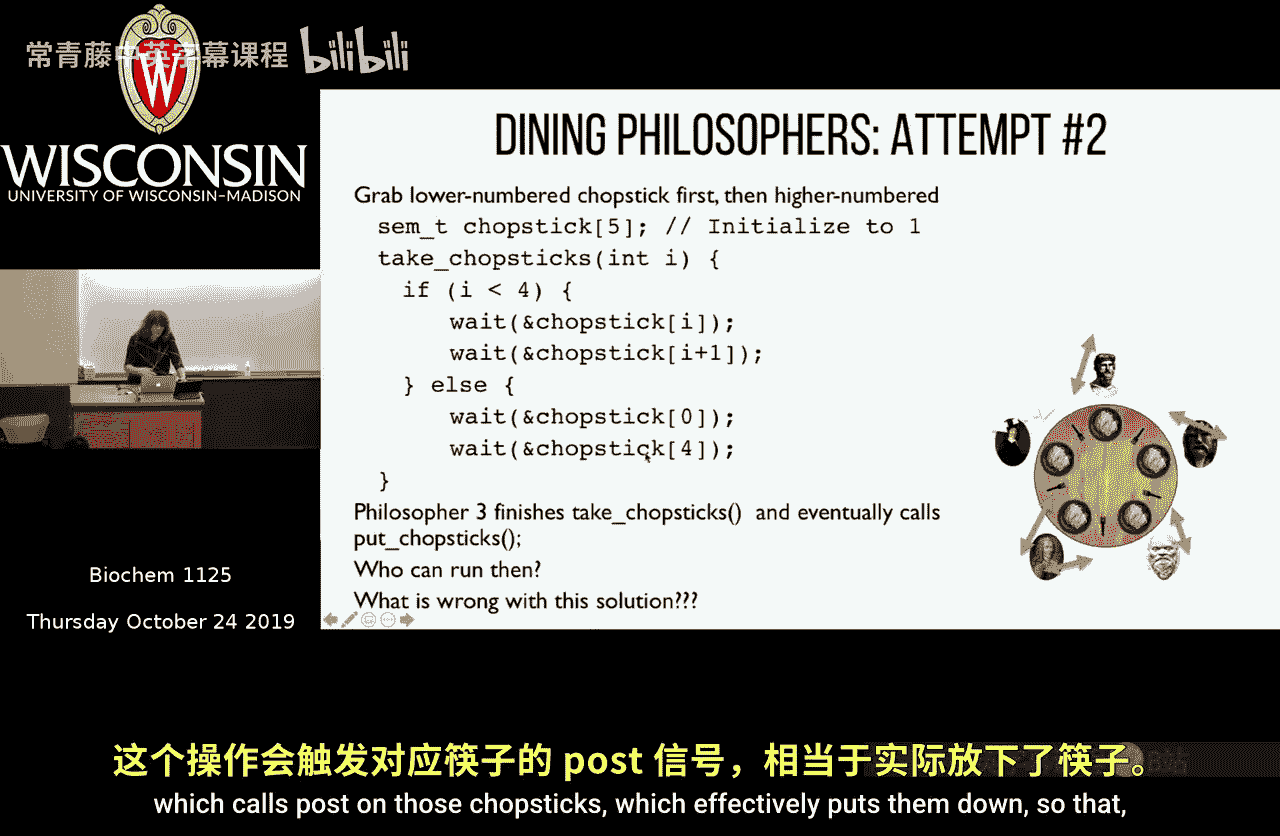 常青藤中英字幕课程 bilibili
W
WISCONSIN
UNIVERSITY OF WISCONSIN–MADISON
DINING PHILOSOPHERS: ATTEMPT #2
Grab lower-numbered chopstick first, then higher-numbered
sem_t chopstick[5]; // Initialize to 1
take_chopsticks(int i) {
if (i < 4) {
wait(&chopstick[i]);
wait(&chopstick[i+1]);
} else {
wait(&chopstick[0]);
wait(&chopstick[4]);
}
Philosopher 3 finishes take_chopsticks() and eventually calls
put_chopsticks();
Who can run then?
What is wrong with this solution???
Biochem 1125
Thursday October 24 2019
这个操作会触发对应筷子的 post 信号，相当于实际放下了筷子。
which calls post on those chopsticks, which effectively puts them down, so that,